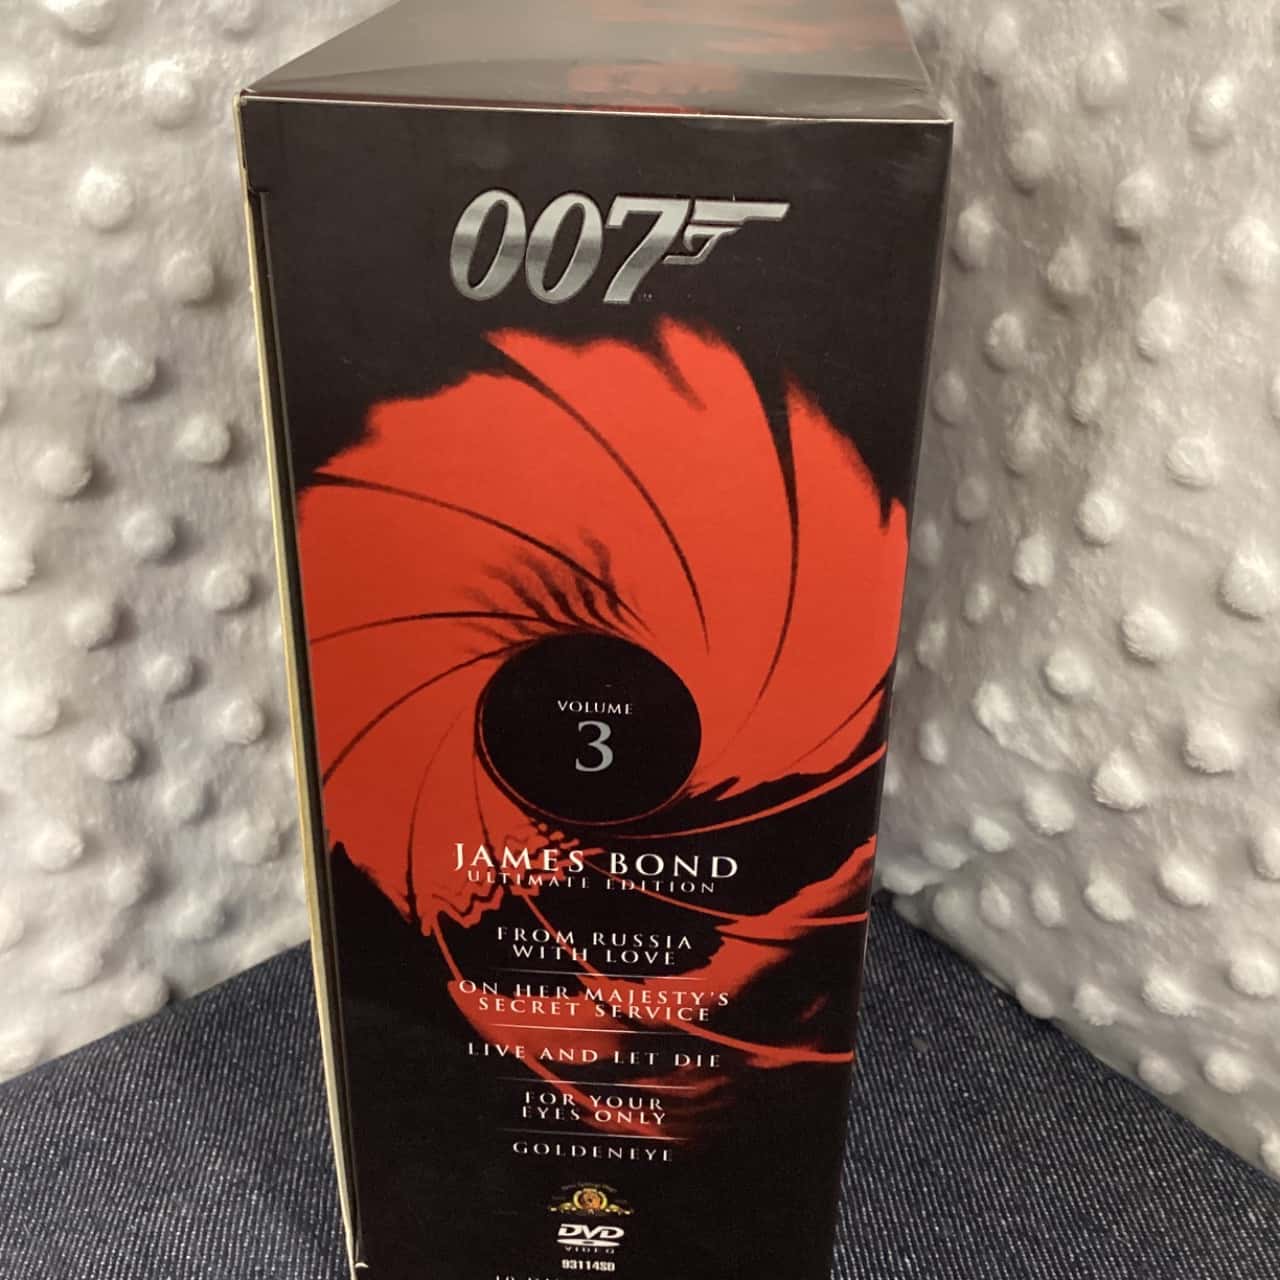 007
VOLUME
3
JAMES BOND
ULTIMATE EDITION
FROM RUSSIA
WITH LOVE
ON HER MAJESTY'S
SECRET SERVICE
LIVE AND LET DIE
FOR YOUR
EYES ONLY
GOLDENEYE
DVD
VIDEO
93114SD